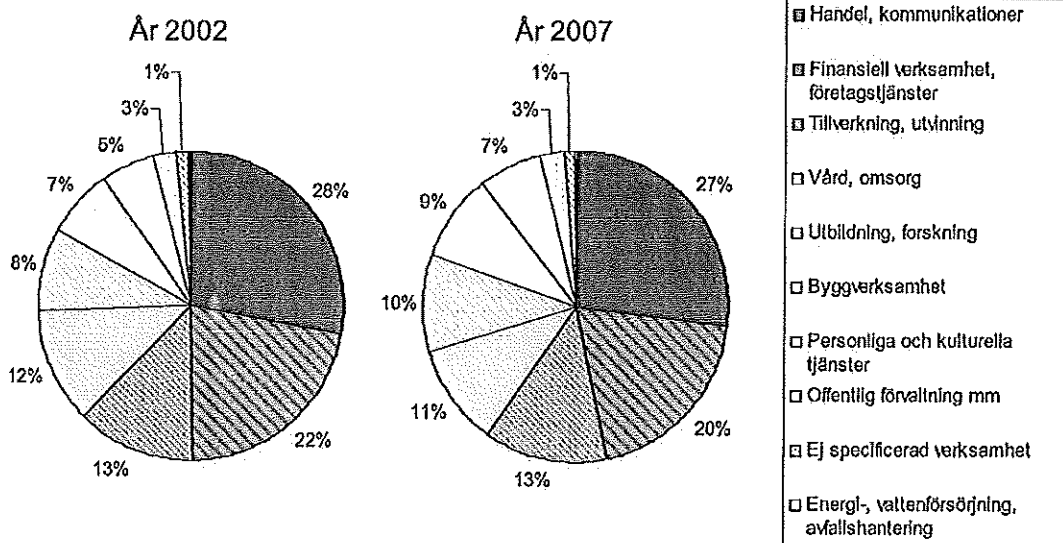 År 2002
1%
3%
5%
7%
8%
12%
13%
22%
28%
År 2007
1%
3%
7%
9%
10%
11%
13%
20%
27%
Handel, kommunikationer
Finansiell verksamhet,
företagstjänster
Tillverkning, utvinning
Vård, omsorg
Utbildning, forskning
Byggverksamhet
Personliga och kulturella
tjänster
Offentlig förvaltning mm
Ej specificerad verksamhet
Energi-, vattenförsörjning,
avfallshantering